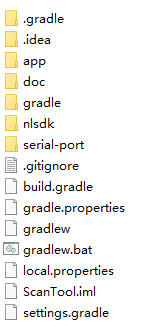 .gradle
.idea
app
doc
gradle
nlsdk
serial-port
.gitignore
build.gradle
gradle.properties
gradlew
gradlew.bat
local.properties
ScanTool.iml
settings.gradle